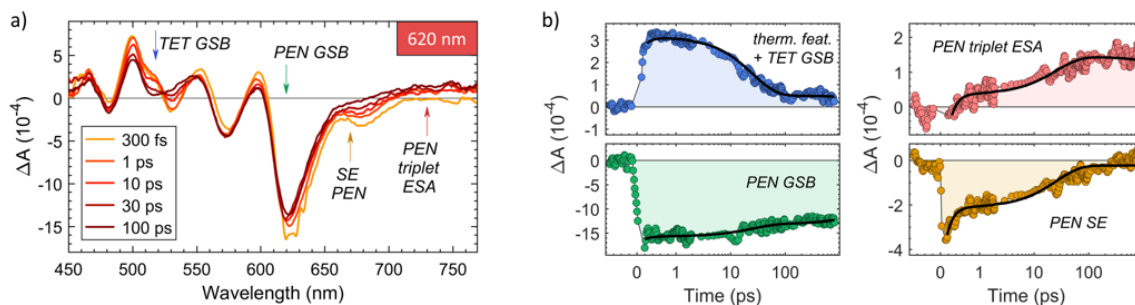 a)
620 nm
TET GSB
PEN GSB
SE
PEN
PEN
triplet
ESA
300 fs
1 ps
10 ps
30 ps
100 ps
ΔA (10⁻⁴)
5
0
-5
-10
-15
450
500
550
600
650
700
750
Wavelength (nm)
b)
therm. feat.
+ TET GSB
3
2
1
0
-1
PEN triplet ESA
2
1
0
PEN GSB
0
-5
-10
-15
PEN SE
0
-2
-4
ΔA (10⁻⁴)
ΔA (10⁻⁴)
0
1
10
100
Time (ps)
0
1
10
100
Time (ps)